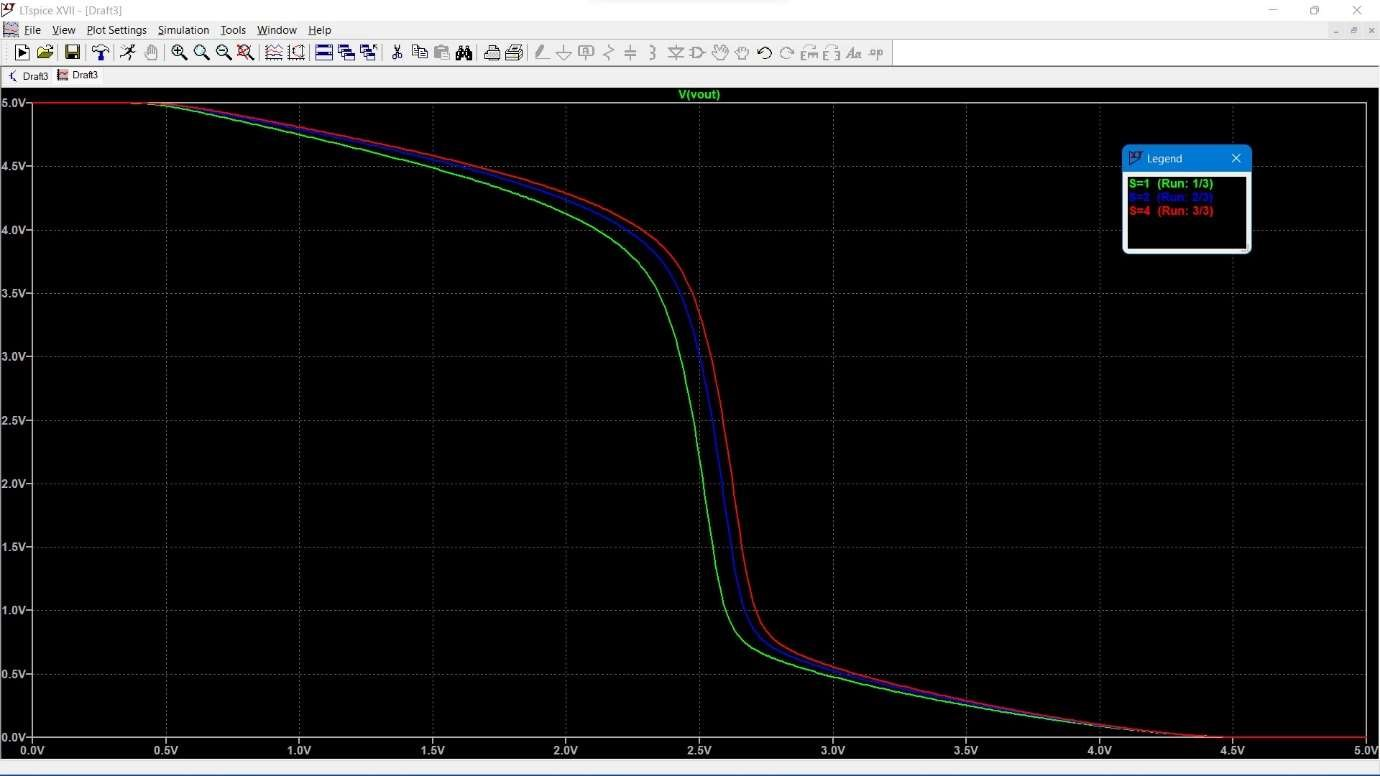 LTspice XVII - [Draft3]
File View Plot Settings Simulation Tools Window Help
Draft3 Draft3
V(vout)
5.0V
4.5V
4.0V
3.5V
3.0V
2.5V
2.0V
1.5V
1.0V
0.5V
0.0V
Legend
S=1 (Run: 1/3)
S=2 (Run: 2/3)
S=4 (Run: 3/3)
0.0V 0.5V 1.0V 1.5V 2.0V 2.5V 3.0V 3.5V 4.0V 4.5V 5.0V